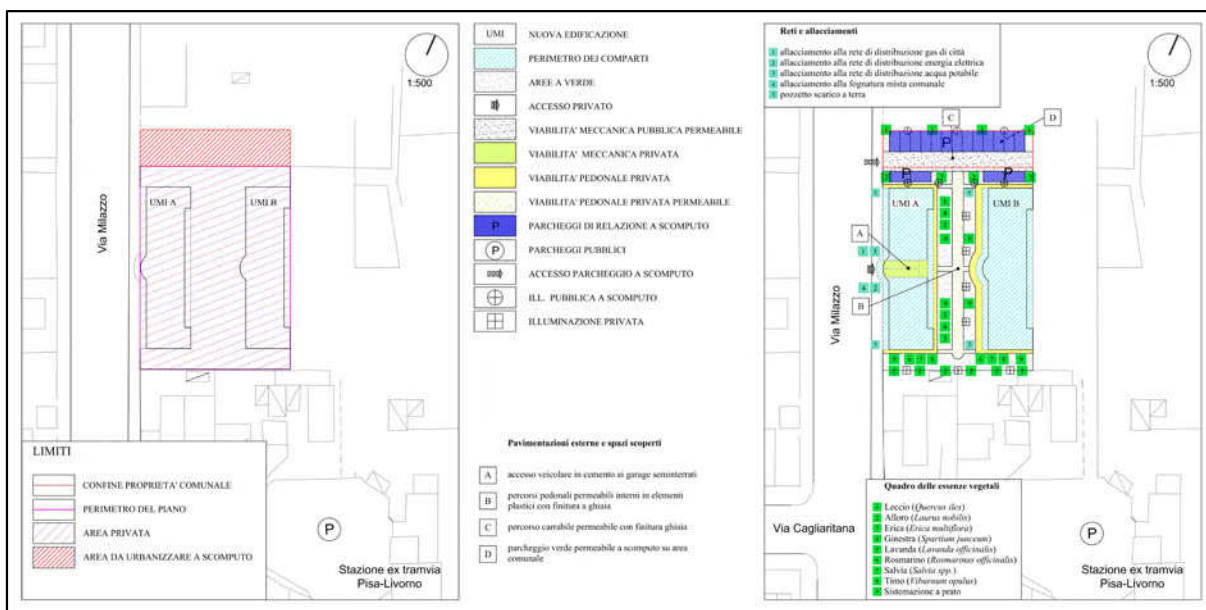 1:500
Via Milazzo
UMI A
UMI B
LIMITI
CONFINE PROPRIETA' COMUNALE
PERIMETRO DEL PIANO
AREA PRIVATA
AREA DA URBANIZZARE A SCOMPUTO
P
Stazione ex tramvia
Pisa-Livorno
UMI
NUOVA EDIFICAZIONE
PERIMETRO DEI COMPARTI
AREE A VERDE
ACCESSO PRIVATO
VIABILITA' MECCANICA PUBBLICA PERMEABILE
VIABILITA' MECCANICA PRIVATA
VIABILITA' PEDONALE PRIVATA
VIABILITA' PEDONALE PRIVATA PERMEABILE
P
PARCHEGGI DI RELAZIONE A SCOMPUTO
P
PARCHEGGI PUBBLICI
ACCESSO PARCHEGGIO A SCOMPUTO
ILL. PUBBLICA A SCOMPUTO
ILLUMINAZIONE PRIVATA
Pavimentazioni esterne e spazi scoperti
A
accesso veicolare in cemento ai garage seminterrati
B
percorsi pedonali permeabili interni in elementi
plastici con finitura a ghiaia
C
percorso carrabile permeabile con finitura ghiaia
D
parcheggio verde permeabile a scomputo su area
comunale
Reti e allacciamenti
1 allacciamento alla rete di distribuzione gas di città
2 allacciamento alla rete di distribuzione energia elettrica
3 allacciamento alla rete di distribuzione acqua potabile
4 allacciamento alla fognatura mista comunale
5 pozzetto scarico a terra
1:500
C
D
P
P
P
UMI A
UMI B
A
B
Via Milazzo
Via Cagliaritana
Quadro delle essenze vegetali
Leccio (Quercus ilex)
Alloro (Laurus nobilis)
Erica (Erica multiflora)
Ginestra (Spartium junceum)
Lavanda (Lavanda officinalis)
Rosmarino (Rosmarinus officinalis)
Salvia (Salvia spp.)
Timo (Viburnum opulus)
Sistemazione a prato
P
Stazione ex tramvia
Pisa-Livorno